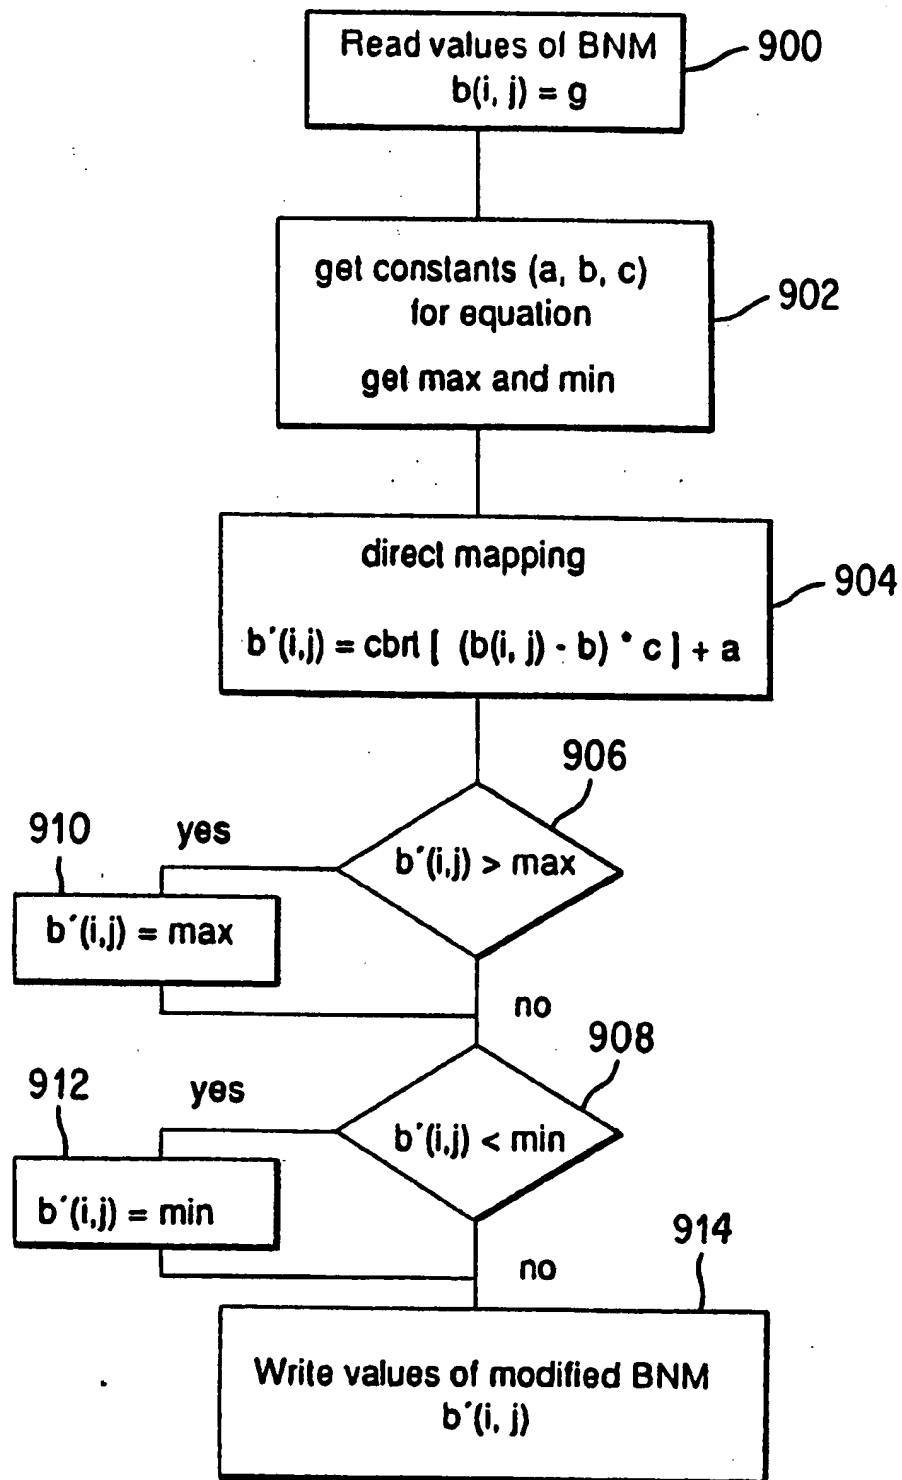 Read values of BNM
b(i, j) = g
900
get constants (a, b, c)
for equation
get max and min
902
direct mapping
b´(i,j) = cbrt [ (b(i, j) - b) * c ] + a
904
906
b´(i,j) > max
yes
910
b´(i,j) = max
no
908
b´(i,j) < min
yes
912
b´(i,j) = min
no
914
Write values of modified BNM
b´(i, j)